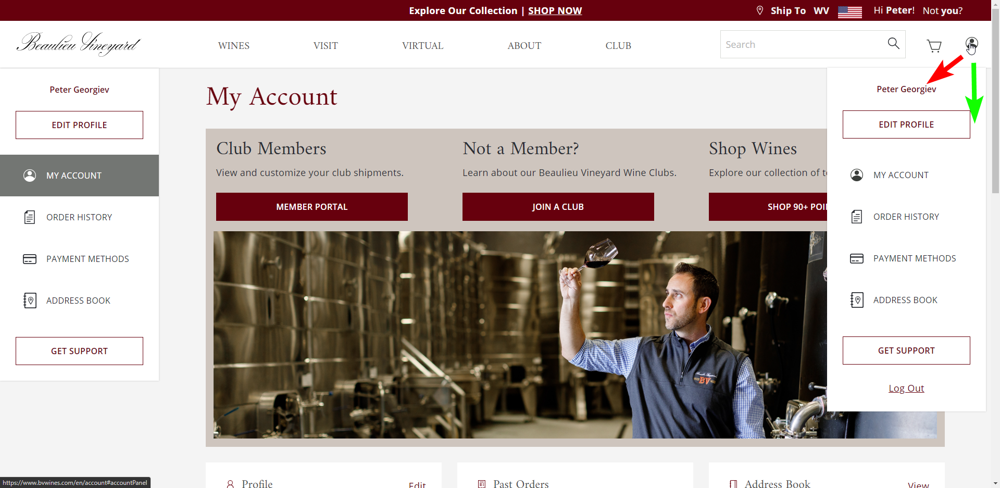 Explore Our Collection | SHOP NOW
Ship To WV
Hi Peter! Not you?
Beaulieu Vineyard
WINES
VISIT
VIRTUAL
ABOUT
CLUB
Search
Peter Georgiev
EDIT PROFILE
MY ACCOUNT
ORDER HISTORY
PAYMENT METHODS
ADDRESS BOOK
GET SUPPORT
My Account
Club Members
View and customize your club shipments.
MEMBER PORTAL
Not a Member?
Learn about our Beaulieu Vineyard Wine Clubs.
JOIN A CLUB
Shop Wines
Explore our collection of
SHOP 90+
BV
Peter Georgiev
EDIT PROFILE
MY ACCOUNT
ORDER HISTORY
PAYMENT METHODS
ADDRESS BOOK
GET SUPPORT
Log Out
Profile
Edit
Past Orders
Address Book
View
https://www.bvwines.com/en/account#accountPanel